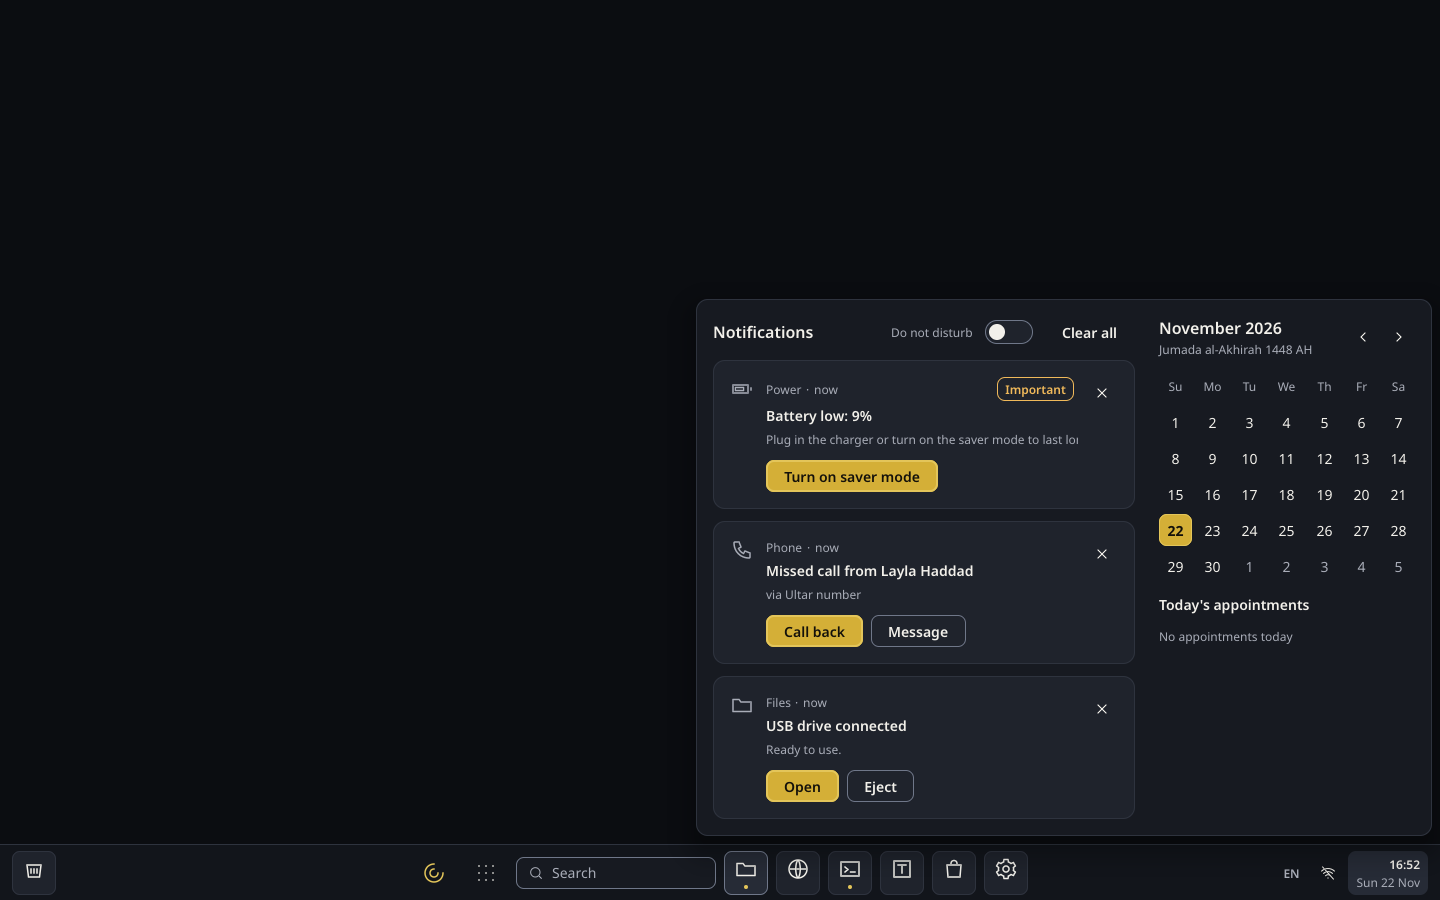 Notifications
Do not disturb
Clear all
Power · now
Important
Battery low: 9%
Plug in the charger or turn on the saver mode to last
Turn on saver mode
Phone · now
Missed call from Layla Haddad
via Ultar number
Call back
Message
Files · now
USB drive connected
Ready to use.
Open
Eject
November 2026
Jumada al-Akhirah 1448 AH
Su Mo Tu We Th Fr Sa
1 2 3 4 5 6 7
8 9 10 11 12 13 14
15 16 17 18 19 20 21
22 23 24 25 26 27 28
29 30 1 2 3 4 5
Today's appointments
No appointments today
Search
EN
16:52
Sun 22 Nov